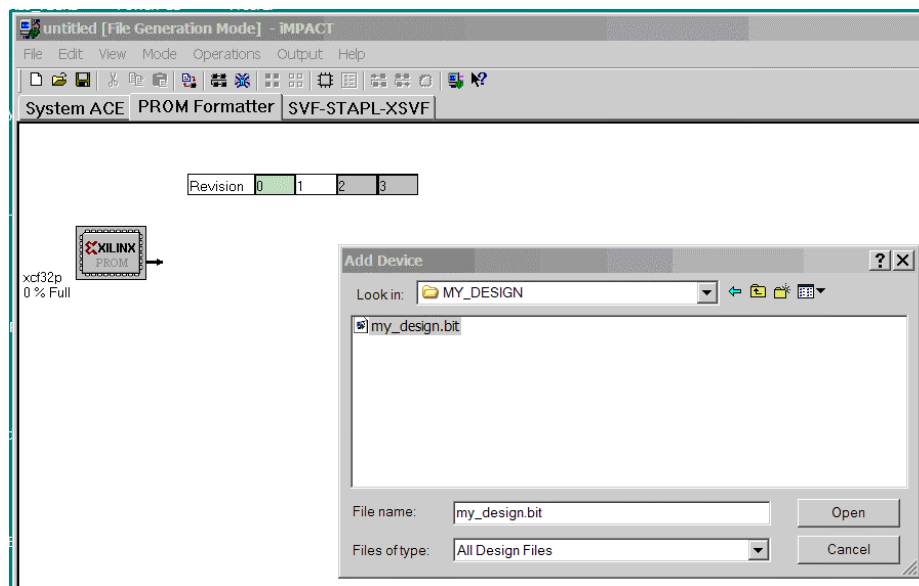 untitled [File Generation Mode] - iMPACT
File Edit View Mode Operations Output Help
System ACE PROM Formatter SVF-STAPL-XSVF
Revision 0 1 2 3
XILINX
PROM
xcf32p
0 % Full
Add Device
Look in: MY_DESIGN
my_design.bit
File name: my_design.bit Open
Files of type: All Design Files Cancel